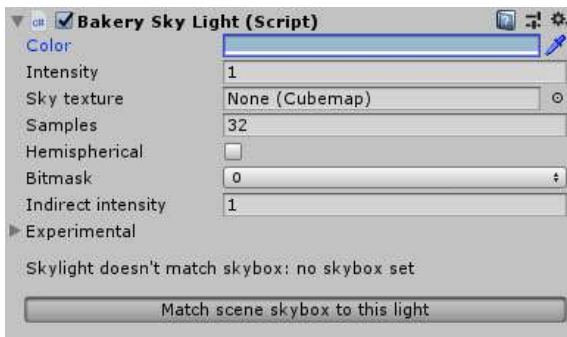 Bakery Sky Light (Script)
Color
Intensity 1
Sky texture None (Cubemap)
Samples 32
Hemispherical
Bitmask 0
Indirect intensity 1
Experimental
Skylight doesn't match skybox: no skybox set
Match scene skybox to this light